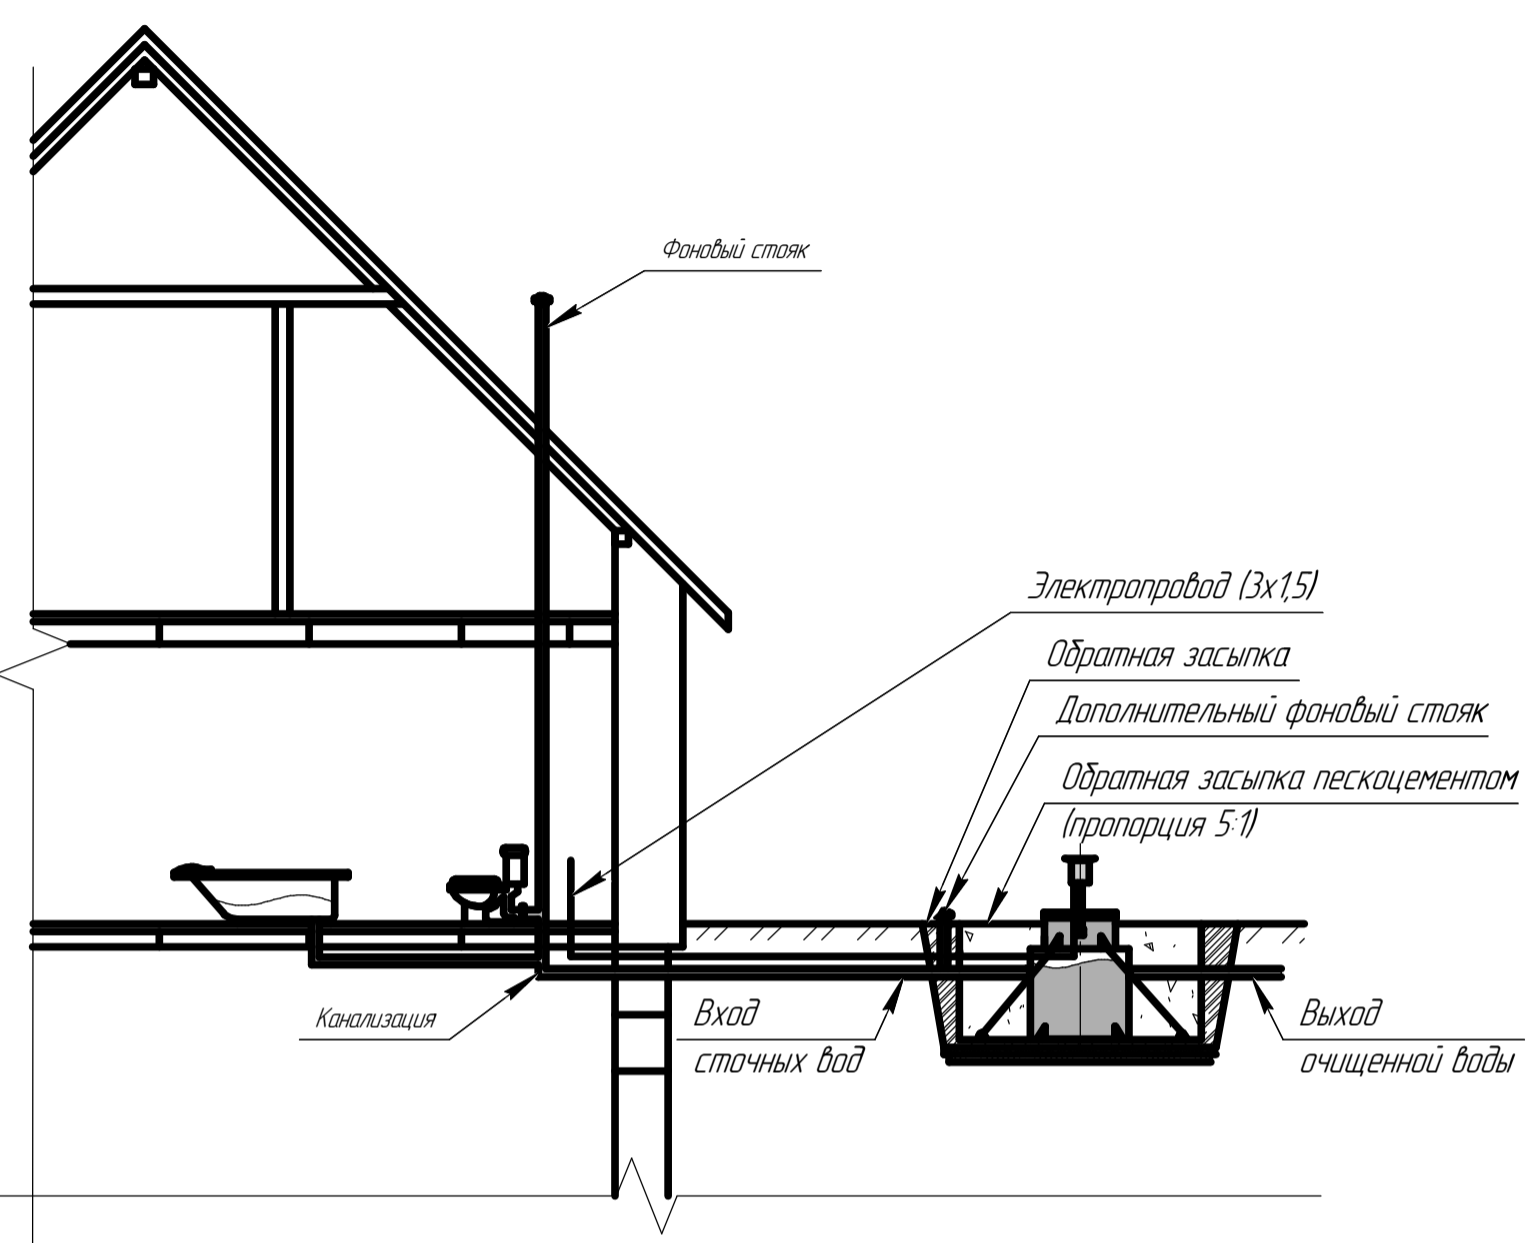 Фоновый стояк
Электропровод (3х1,5)
Обратная засыпка
Дополнительный фоновый стояк
Обратная засыпка пескоцементом
(пропорция 5:1)
Канализация
Вход
сточных вод
Выход
очищенной воды